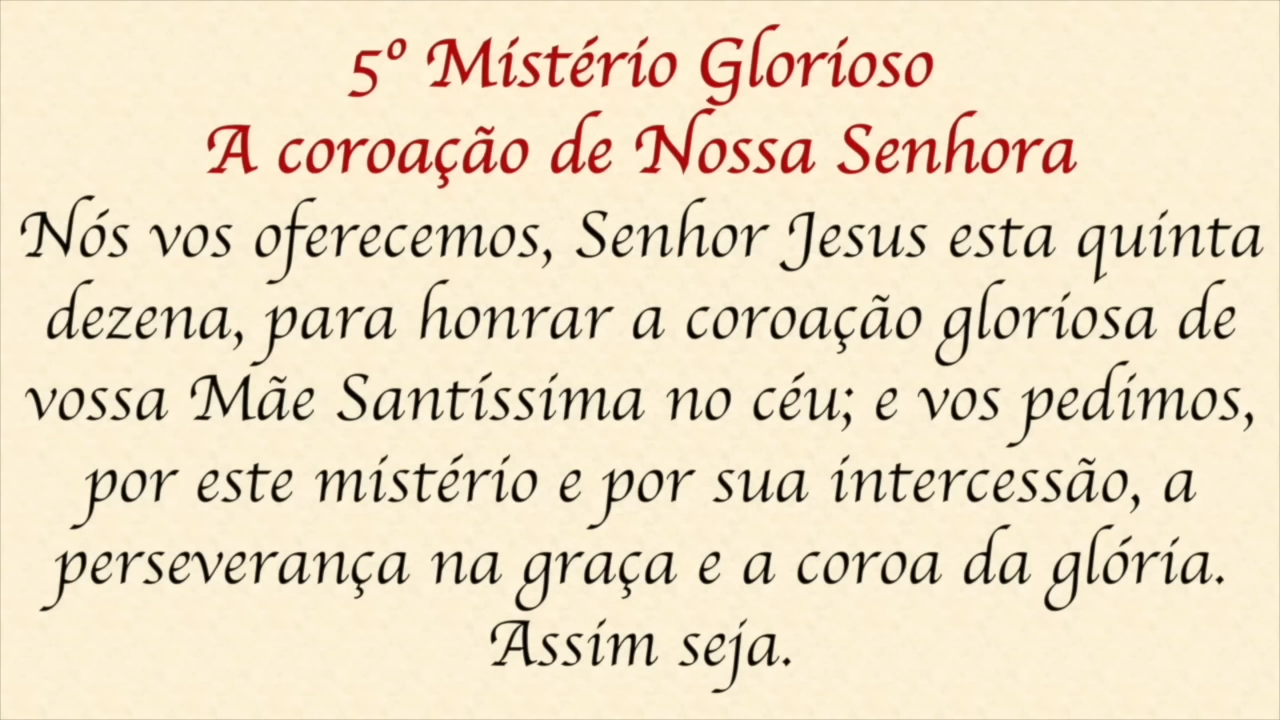 5º Mistério Glorioso
A coroação de Nossa Senhora
Nós vos oferecemos, Senhor Jesus esta quinta
dezena, para honrar a coroação gloriosa de
vossa Mãe Santíssima no céu; e vos pedimos,
por este mistério e por sua intercessão, a
perseverança na graça e a coroa da glória.
Assim seja.